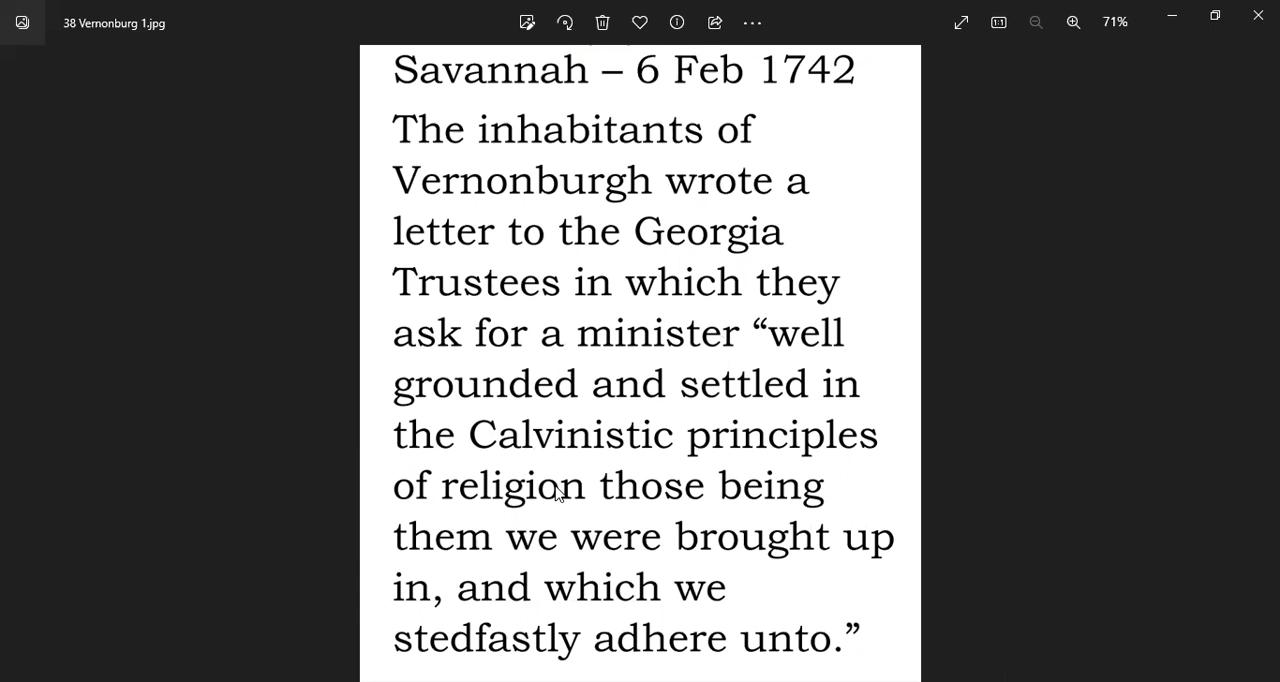 38 Vernonburg 1.jpg
71%
Savannah – 6 Feb 1742
The inhabitants of
Vernonburgh wrote a
letter to the Georgia
Trustees in which they
ask for a minister “well
grounded and settled in
the Calvinistic principles
of religion those being
them we were brought up
in, and which we
stedfastly adhere unto.”